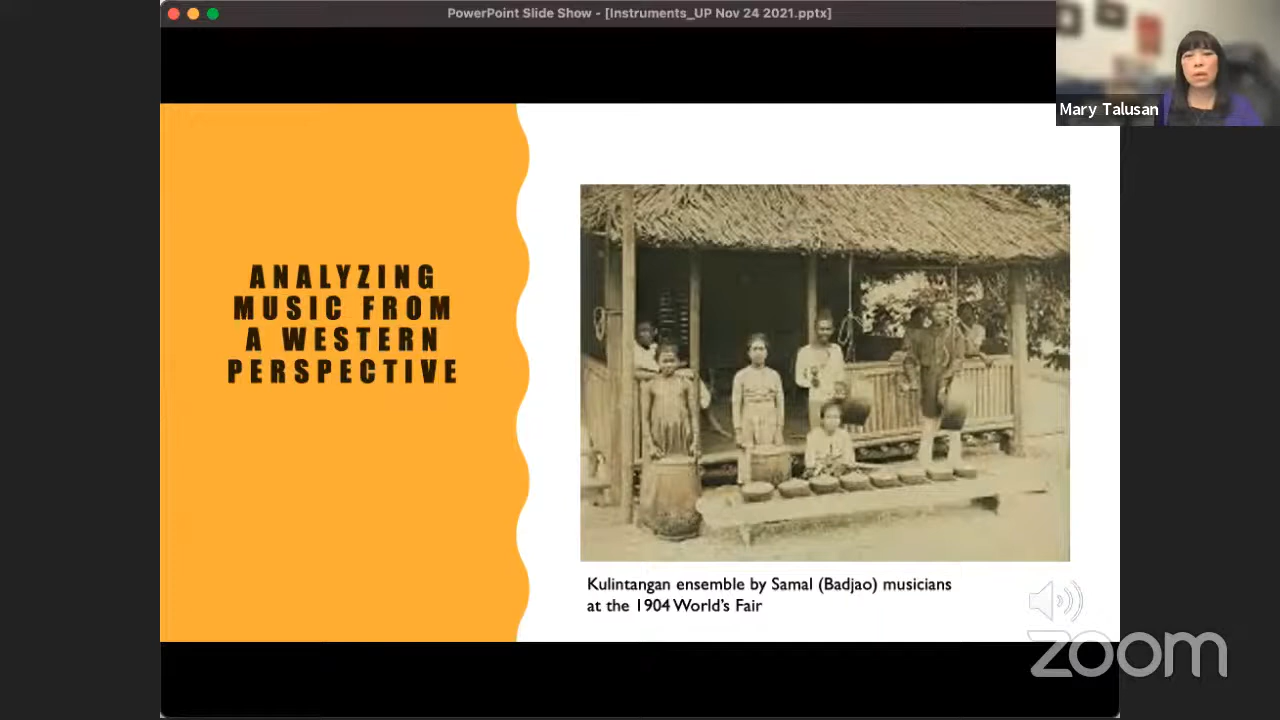 PowerPoint Slide Show - [Instruments_UP Nov 24 2021.pptx]
Mary Talusan
ANALYZING
MUSIC FROM
A WESTERN
PERSPECTIVE
Kulintangan ensemble by Samal (Badjao) musicians
at the 1904 World's Fair
zoom